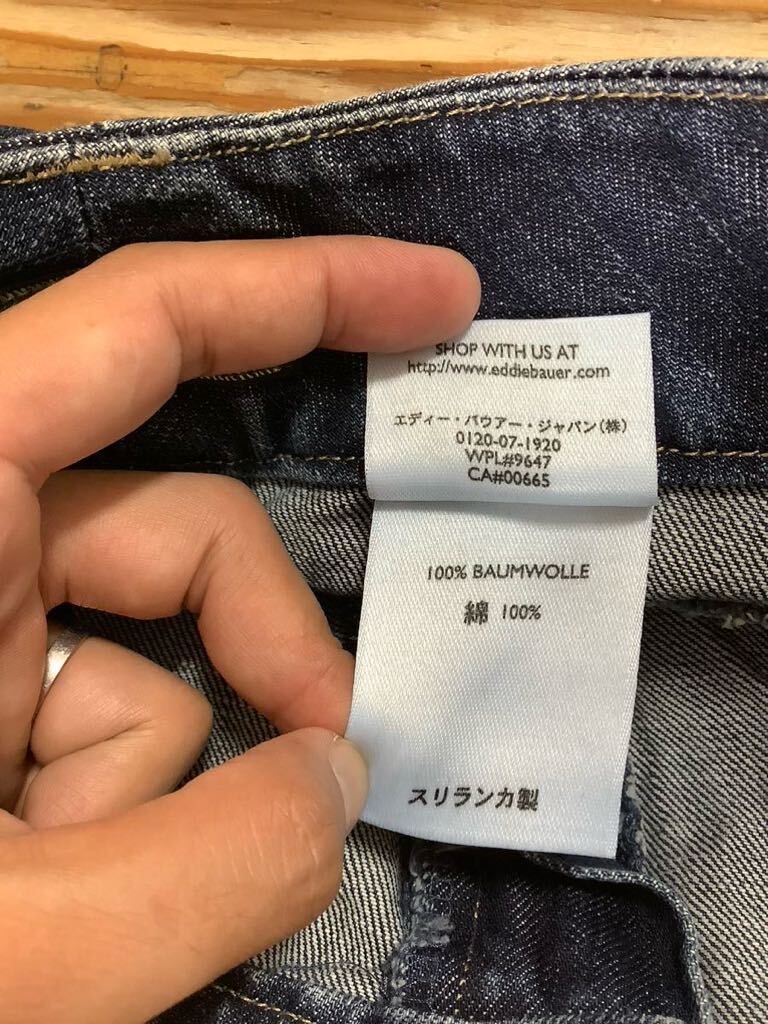 SHOP WITH US AT
http://www.eddiebauer.com
エディー・バウアー・ジャパン(株)
0120-07-1920
WPL#9647
CA#00665
100% BAUMWOLLE
綿 100%
スリランカ製